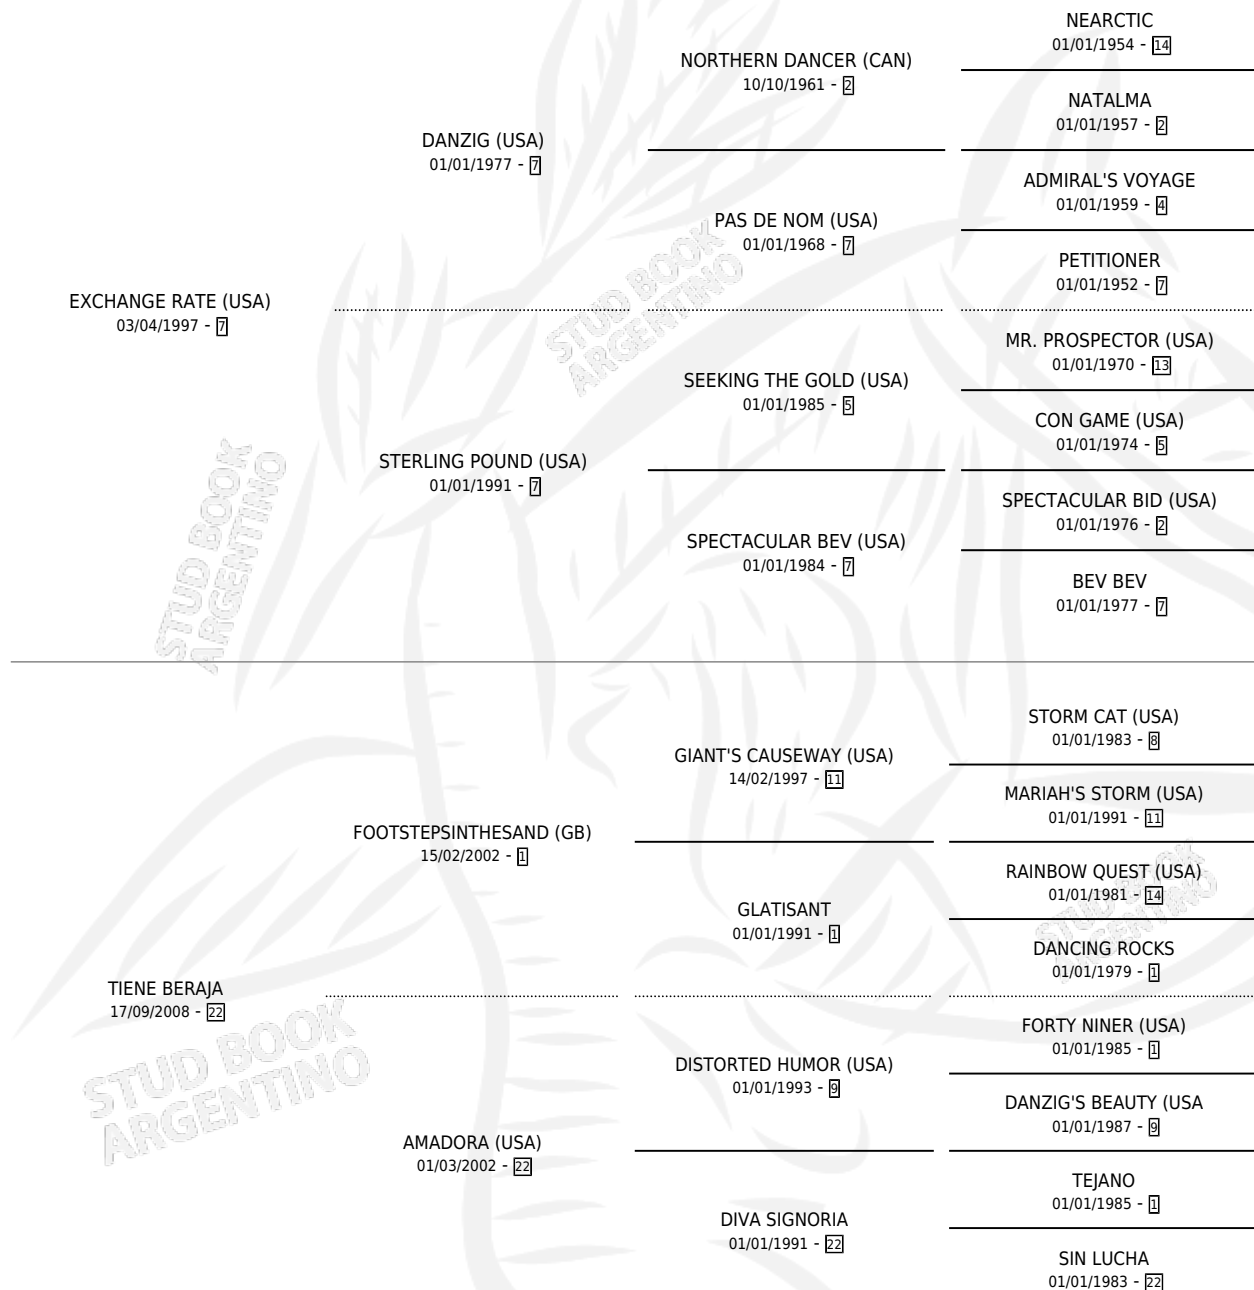 NEARCTIC
01/01/1954 - 14
NORTHERN DANCER (CAN)
10/10/1961 - 2
NATALMA
01/01/1957 - 2
DANZIG (USA)
01/01/1977 - 7
ADMIRAL'S VOYAGE
01/01/1959 - 4
PAS DE NOM (USA)
01/01/1968 - 7
PETITIONER
01/01/1952 - 7
EXCHANGE RATE (USA)
03/04/1997 - 7
STUD BOOK
ARGENTINO
MR. PROSPECTOR (USA)
01/01/1970 - 13
SEEKING THE GOLD (USA)
01/01/1985 - 5
CON GAME (USA)
01/01/1974 - 5
STERLING POUND (USA)
01/01/1991 - 7
SPECTACULAR BID (USA)
01/01/1976 - 2
SPECTACULAR BEV (USA)
01/01/1984 - 7
BEV BEV
01/01/1977 - 7
STUD BOOK
ARGENTINO
STORM CAT (USA)
01/01/1983 - 8
GIANT'S CAUSEWAY (USA)
14/02/1997 - 11
MARIAH'S STORM (USA)
01/01/1991 - 11
FOOTSTEPSINTHESAND (GB)
15/02/2002 - 1
RAINBOW QUEST (USA)
01/01/1981 - 14
GLATISANT
01/01/1991 - 1
DANCING ROCKS
01/01/1979 - 1
STUD BOOK
ARGENTINO
TIENE BERAJA
17/09/2008 - 22
FORTY NINER (USA)
01/01/1985 - 1
DISTORTED HUMOR (USA)
01/01/1993 - 9
DANZIG'S BEAUTY (USA
01/01/1987 - 9
STUD BOOK
ARGENTINO
AMADORA (USA)
01/03/2002 - 22
TEJANO
01/01/1985 - 1
DIVA SIGNORIA
01/01/1991 - 22
SIN LUCHA
01/01/1983 - 22